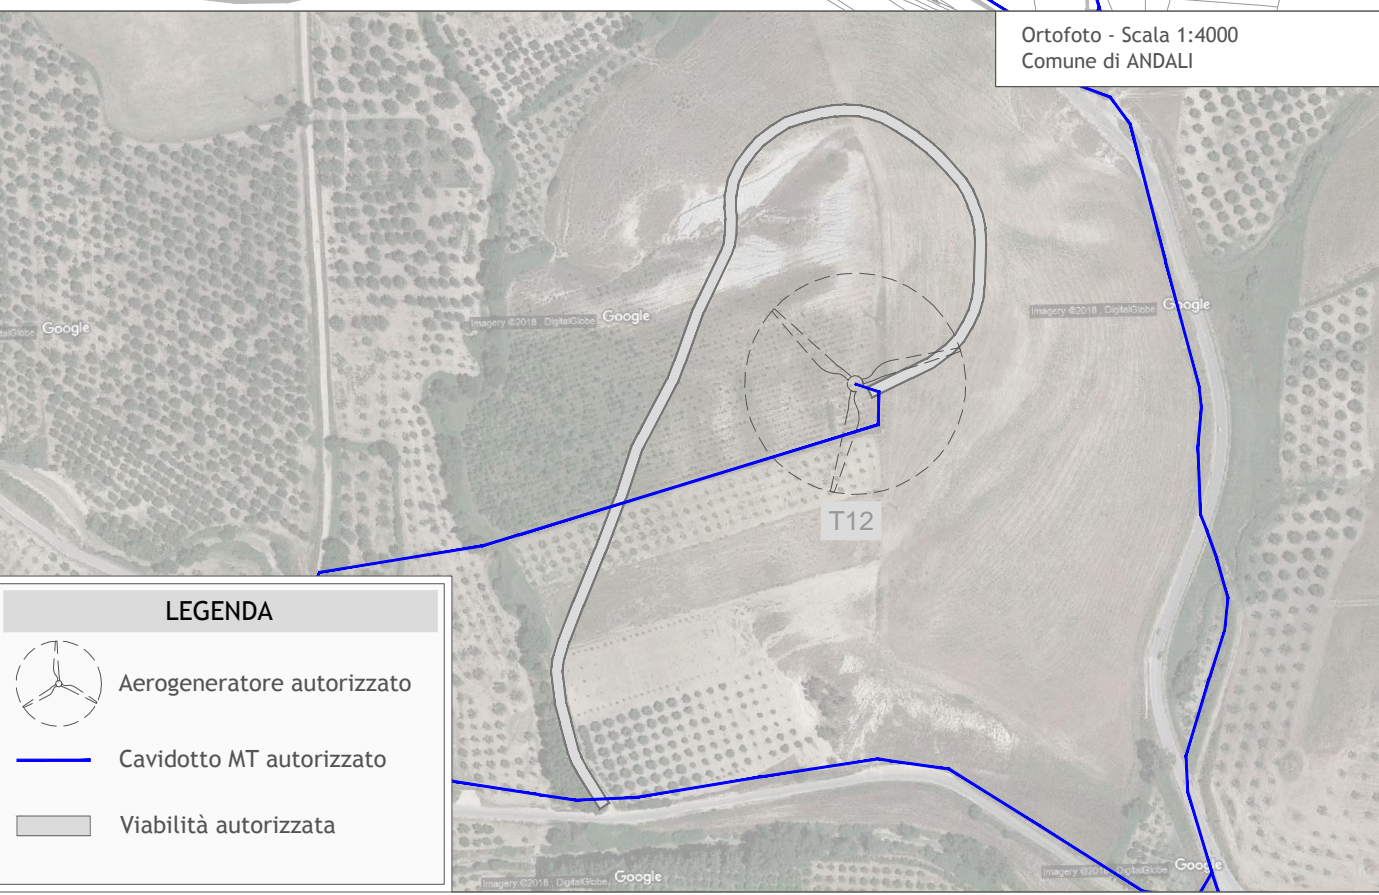 Ortofoto - Scala 1:4000
Comune di ANDALI
Google
Imagery ©2018 , DigitalGlobe Google
Imagery ©2018 , DigitalGlobe Google
T12
LEGENDA
Aerogeneratore autorizzato
Cavidotto MT autorizzato
Viabilità autorizzata
Imagery ©2018 , DigitalGlobe Google
Imagery ©2018 , DigitalGlobe Google